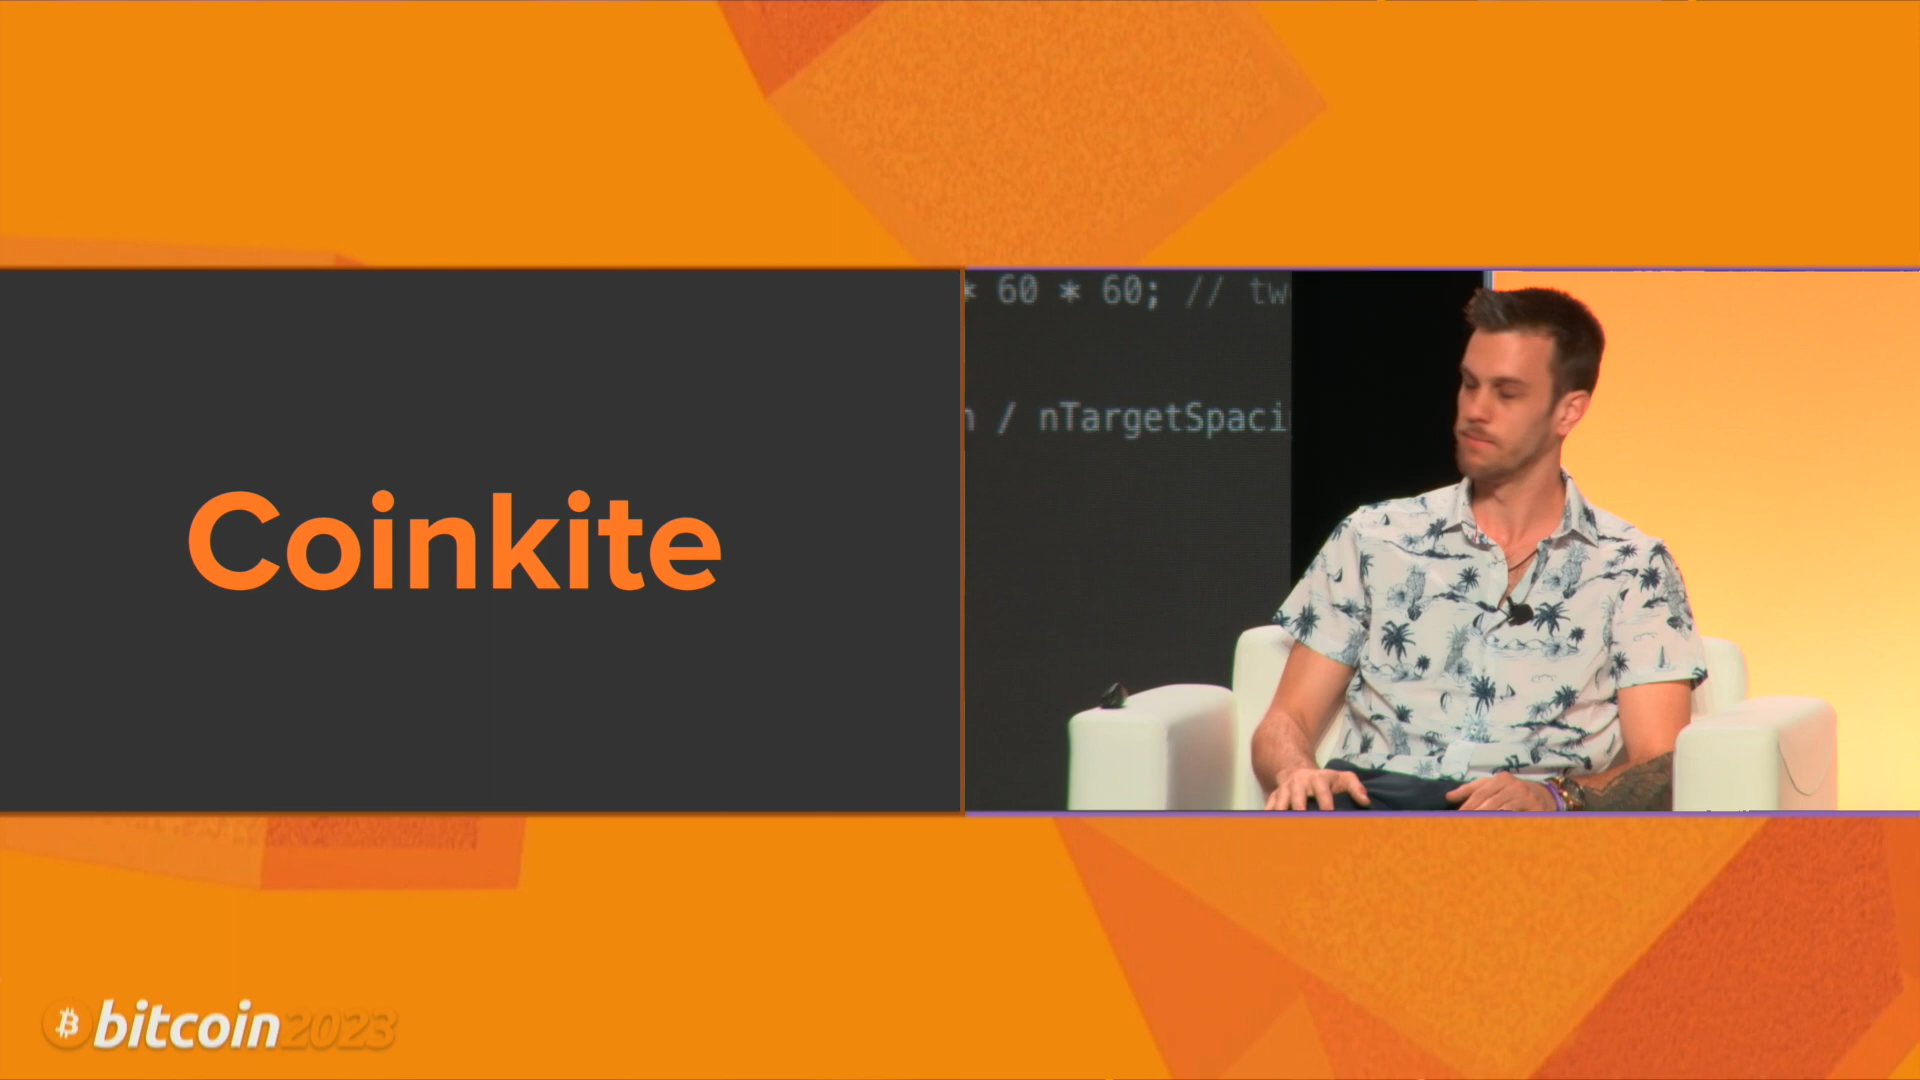 Coinkite
* 60 * 60; // tw
/ nTargetSpaci
bitcoin2023